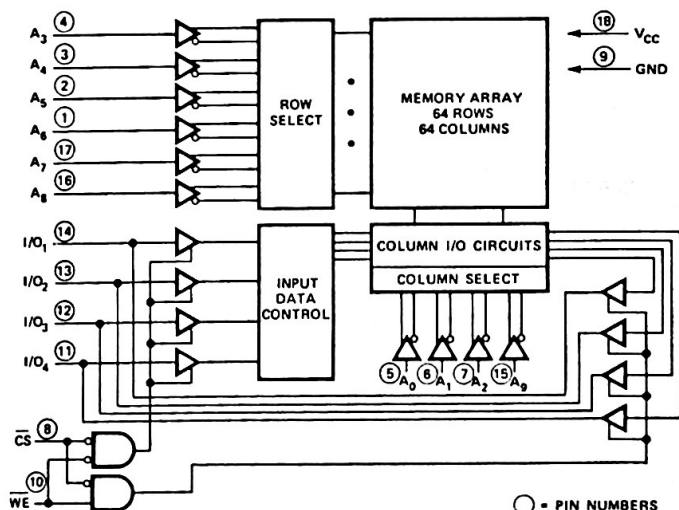 A3 4
A4 3
A5 2
A6 1
A7 17
A8 16
ROW
SELECT
MEMORY ARRAY
64 ROWS
64 COLUMNS
18
VCC
9
GND
I/O1 14
I/O2 13
I/O3 12
I/O4 11
INPUT
DATA
CONTROL
COLUMN I/O CIRCUITS
COLUMN SELECT
5 A0 6 A1 7 A2 15 A9
CS 8
WE 10
= PIN NUMBERS